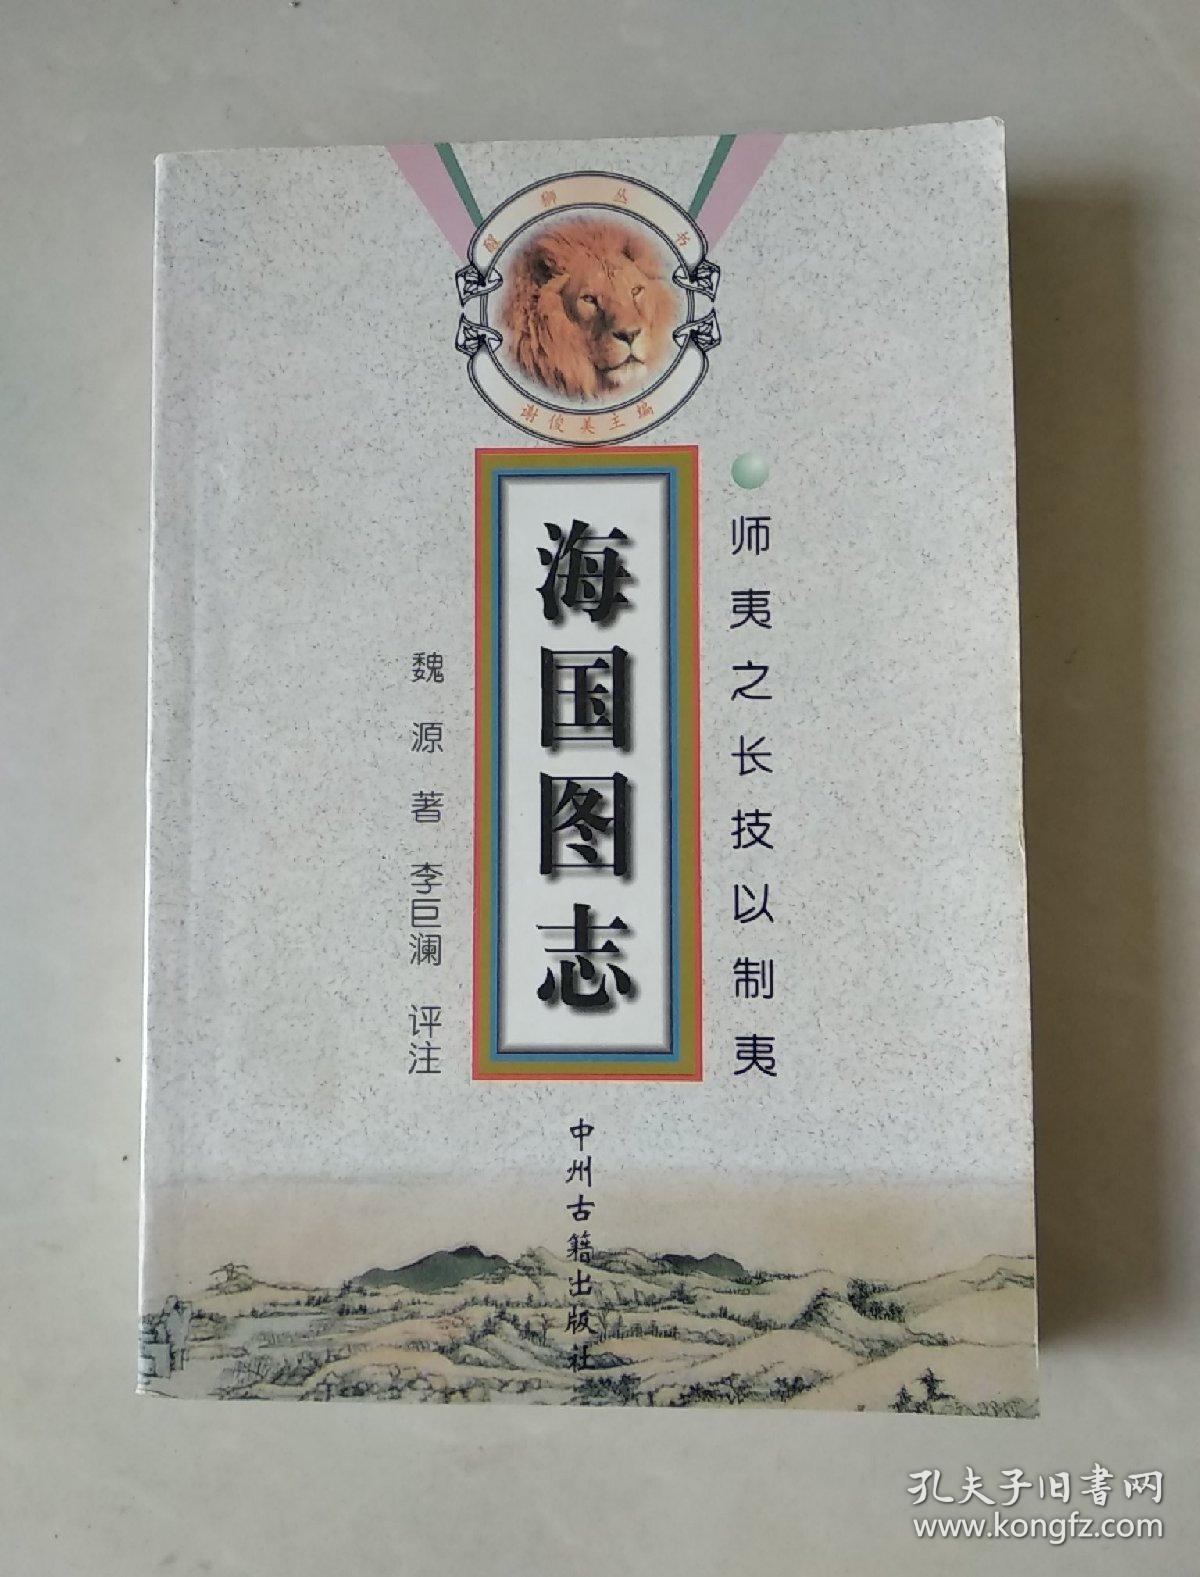 醒狮丛书
谢俊美主编
师夷之长技以制夷
海国图志
魏源著 李巨澜 评注
中州古籍出版社
孔夫子旧書网
www.kongfz.com